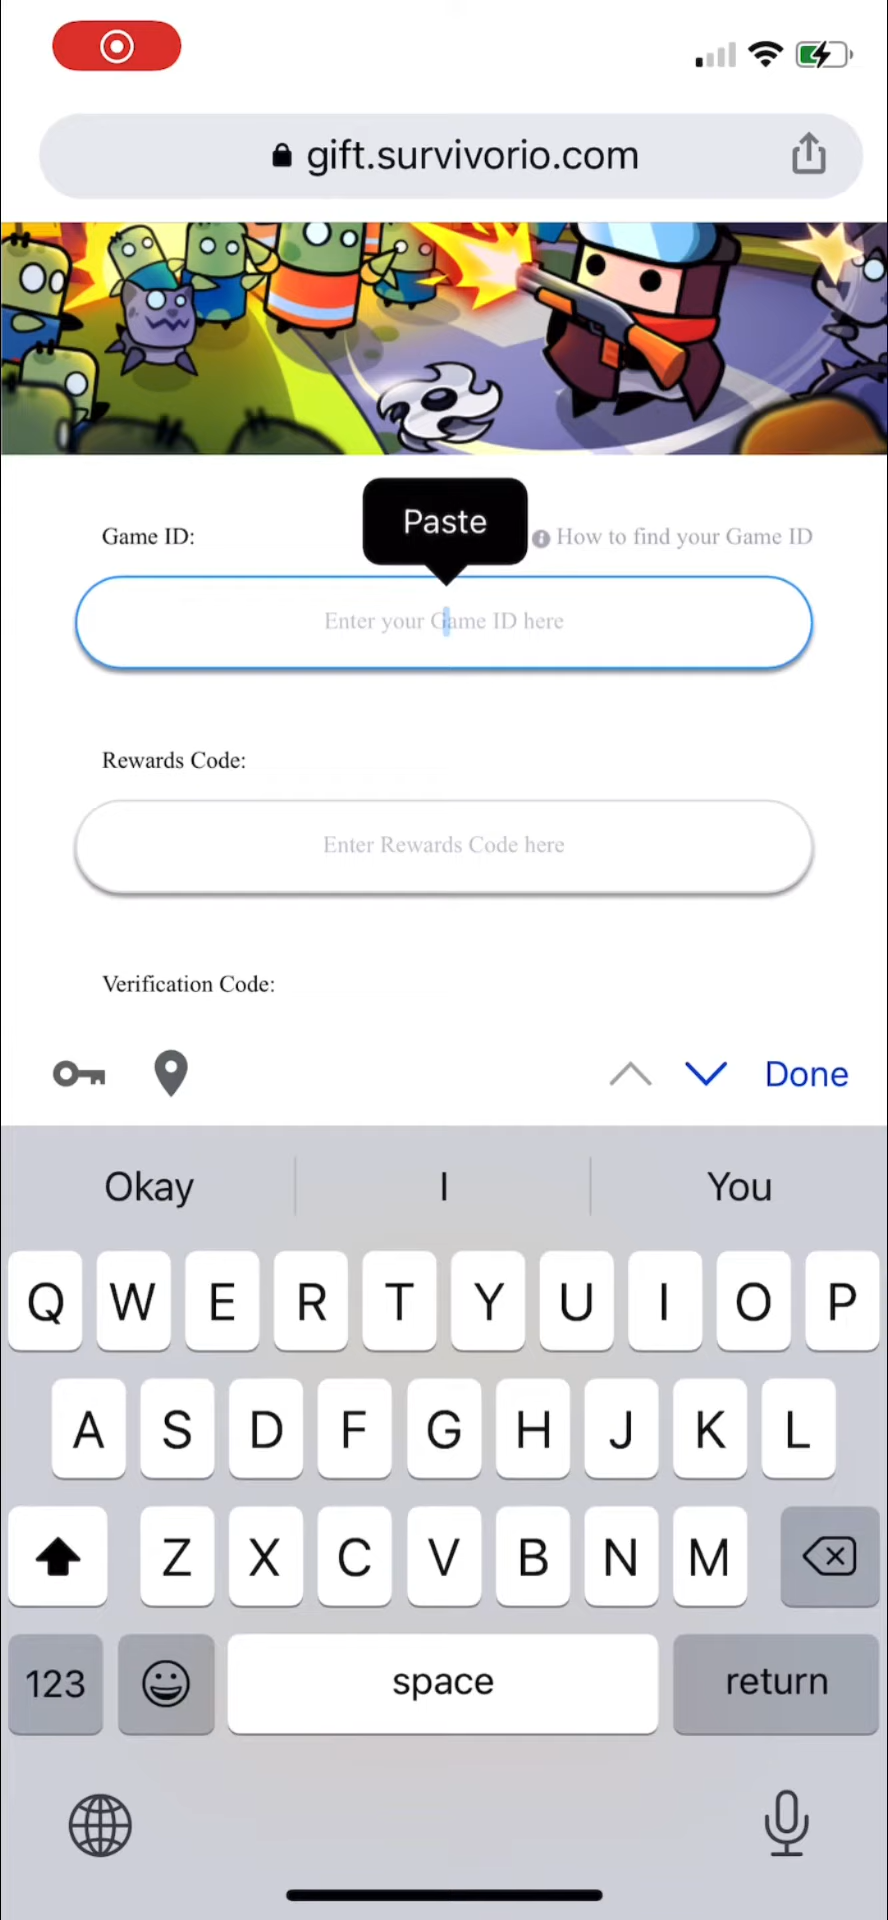 gift.survivorio.com
Paste
Game ID:
How to find your Game ID
Enter your Game ID here
Rewards Code:
Enter Rewards Code here
Verification Code:
Done
Okay
I
You
Q W E R T Y U I O P
A S D F G H J K L
Z X C V B N M
123
space
return